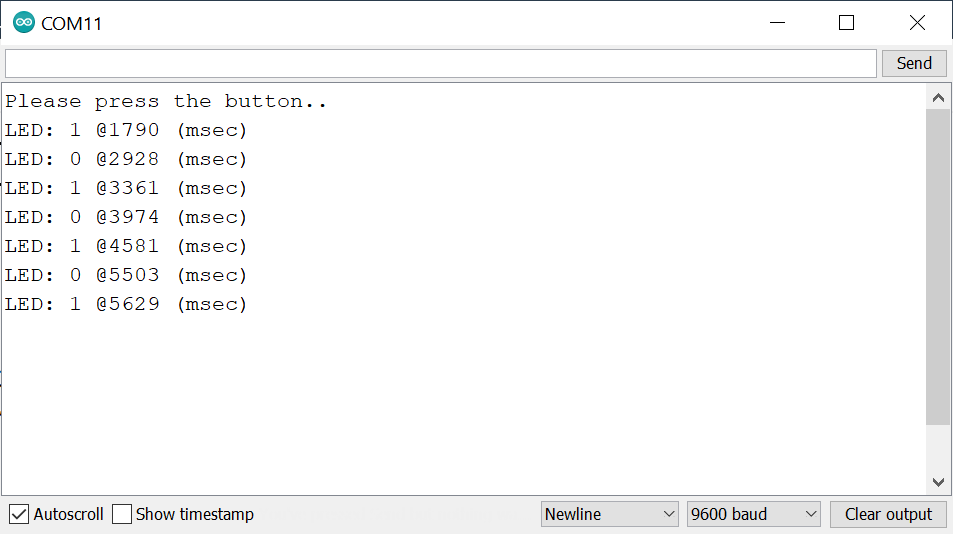 COM11
Send
Please press the button..
LED: 1 @1790 (msec)
LED: 0 @2928 (msec)
LED: 1 @3361 (msec)
LED: 0 @3974 (msec)
LED: 1 @4581 (msec)
LED: 0 @5503 (msec)
LED: 1 @5629 (msec)
Autoscroll Show timestamp Newline 9600 baud Clear output